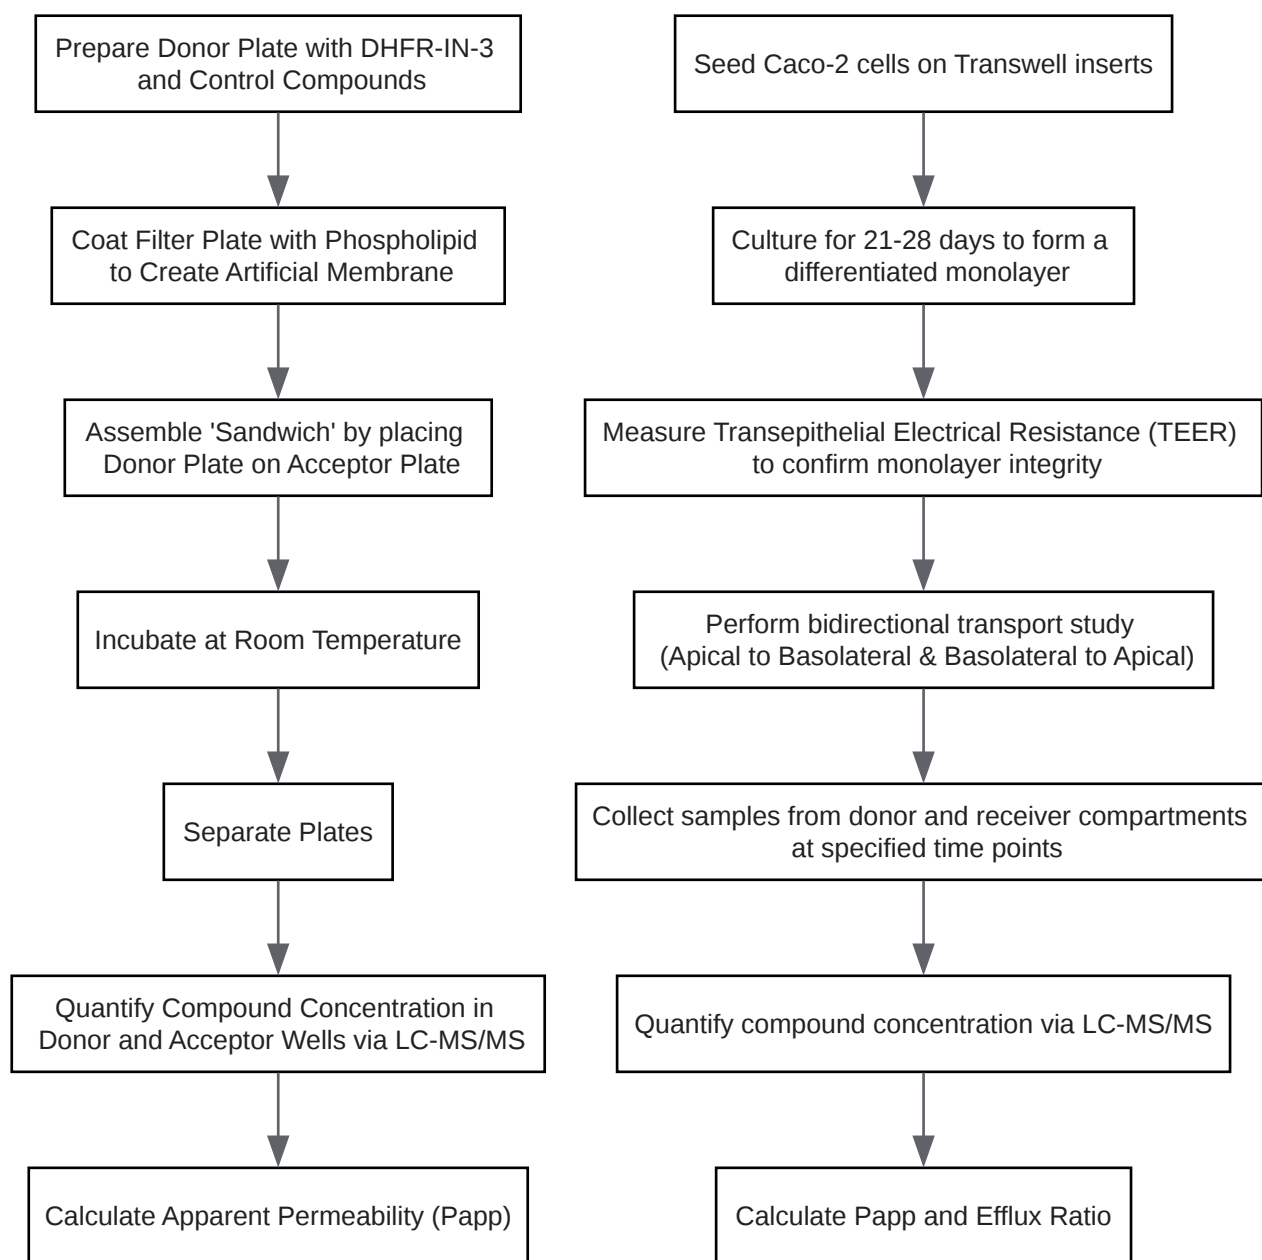 Prepare Donor Plate with DHFR-IN-3
and Control Compounds
Coat Filter Plate with Phospholipid
to Create Artificial Membrane
Assemble 'Sandwich' by placing
Donor Plate on Acceptor Plate
Incubate at Room Temperature
Separate Plates
Quantify Compound Concentration in
Donor and Acceptor Wells via LC-MS/MS
Calculate Apparent Permeability (Papp)
Seed Caco-2 cells on Transwell inserts
Culture for 21-28 days to form a
differentiated monolayer
Measure Transepithelial Electrical Resistance (TEER)
to confirm monolayer integrity
Perform bidirectional transport study
(Apical to Basolateral & Basolateral to Apical)
Collect samples from donor and receiver compartments
at specified time points
Quantify compound concentration via LC-MS/MS
Calculate Papp and Efflux Ratio